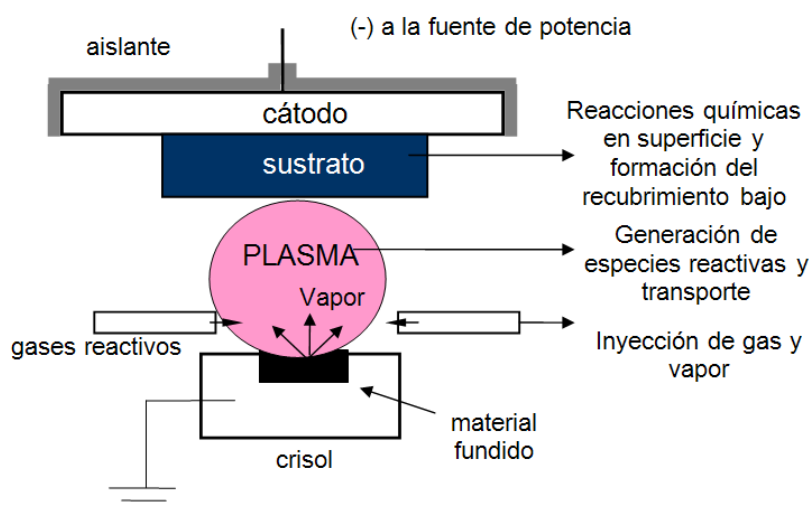 (-) a la fuente de potencia
aislante
cátodo
sustrato
Reacciones químicas
en superficie y
formación del
recubrimiento bajo
PLASMA
Vapor
Generación de
especies reactivas y
transporte
gases reactivos
Inyección de gas y
vapor
material
fundido
crisol